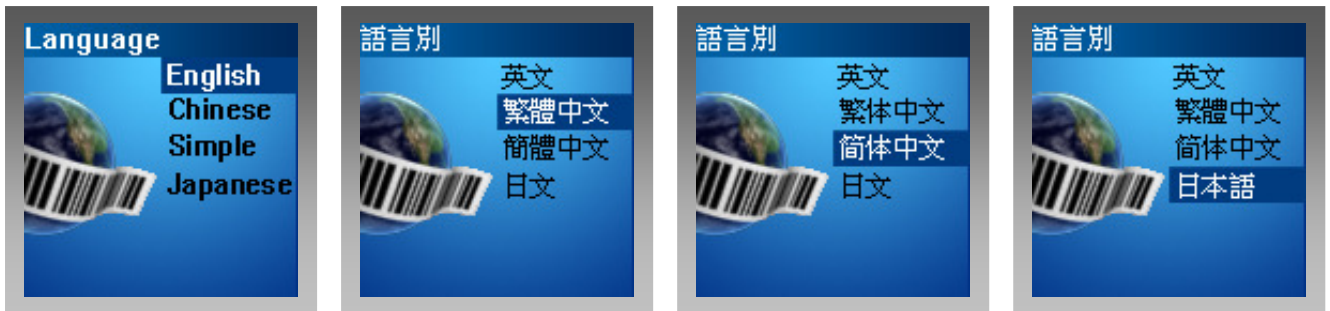 Language
English
Chinese
Simple
Japanese
語言別
英文
繁體中文
簡體中文
日文
語言別
英文
繁体中文
简体中文
日文
語言別
英文
繁體中文
简体中文
日本語